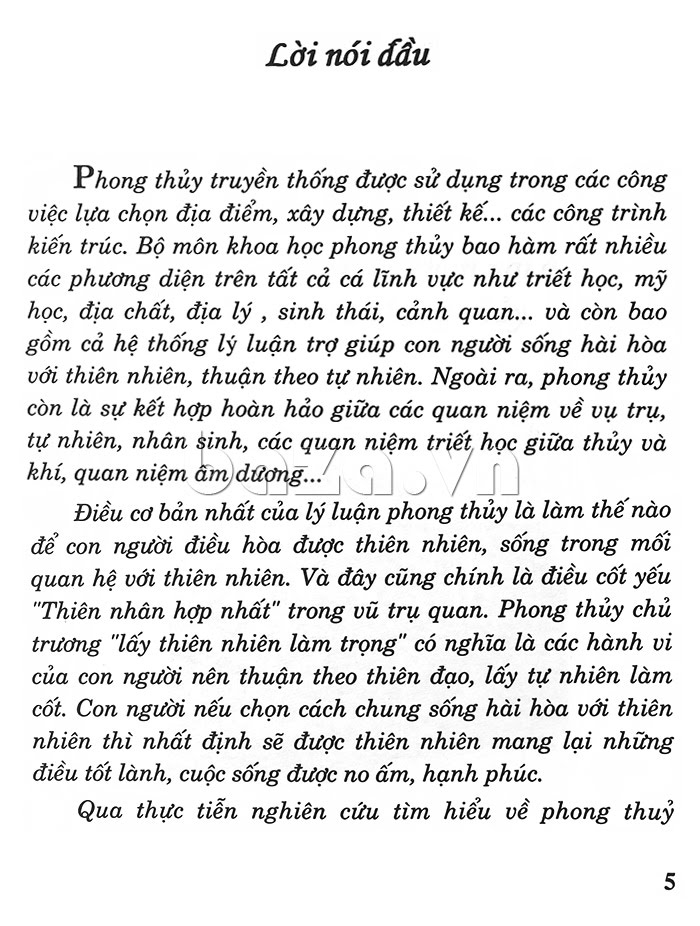 Lời nói đầu
Phong thủy truyền thống được sử dụng trong các công
việc lựa chọn địa điểm, xây dựng, thiết kế... các công trình
kiến trúc. Bộ môn khoa học phong thủy bao hàm rất nhiều
các phương diện trên tất cả cá lĩnh vực như triết học, mỹ
học, địa chất, địa lý , sinh thái, cảnh quan... và còn bao
gồm cả hệ thống lý luận trợ giúp con người sống hài hòa
với thiên nhiên, thuận theo tự nhiên. Ngoài ra, phong thủy
còn là sự kết hợp hoàn hảo giữa các quan niệm về vụ trụ,
tự nhiên, nhân sinh, các quan niệm triết học giữa thủy và
khí, quan niệm âm dương...
baza.vn
Điều cơ bản nhất của lý luận phong thủy là làm thế nào
để con người điều hòa được thiên nhiên, sống trong mối
quan hệ với thiên nhiên. Và đây cũng chính là điều cốt yếu
"Thiên nhân hợp nhất" trong vũ trụ quan. Phong thủy chủ
trương "lấy thiên nhiên làm trọng" có nghĩa là các hành vi
của con người nên thuận theo thiên đạo, lấy tự nhiên làm
cốt. Con người nếu chọn cách chung sống hài hòa với thiên
nhiên thì nhất định sẽ được thiên nhiên mang lại những
điều tốt lành, cuộc sống được no ấm, hạnh phúc.
Qua thực tiễn nghiên cứu tìm hiểu về phong thuỷ
5